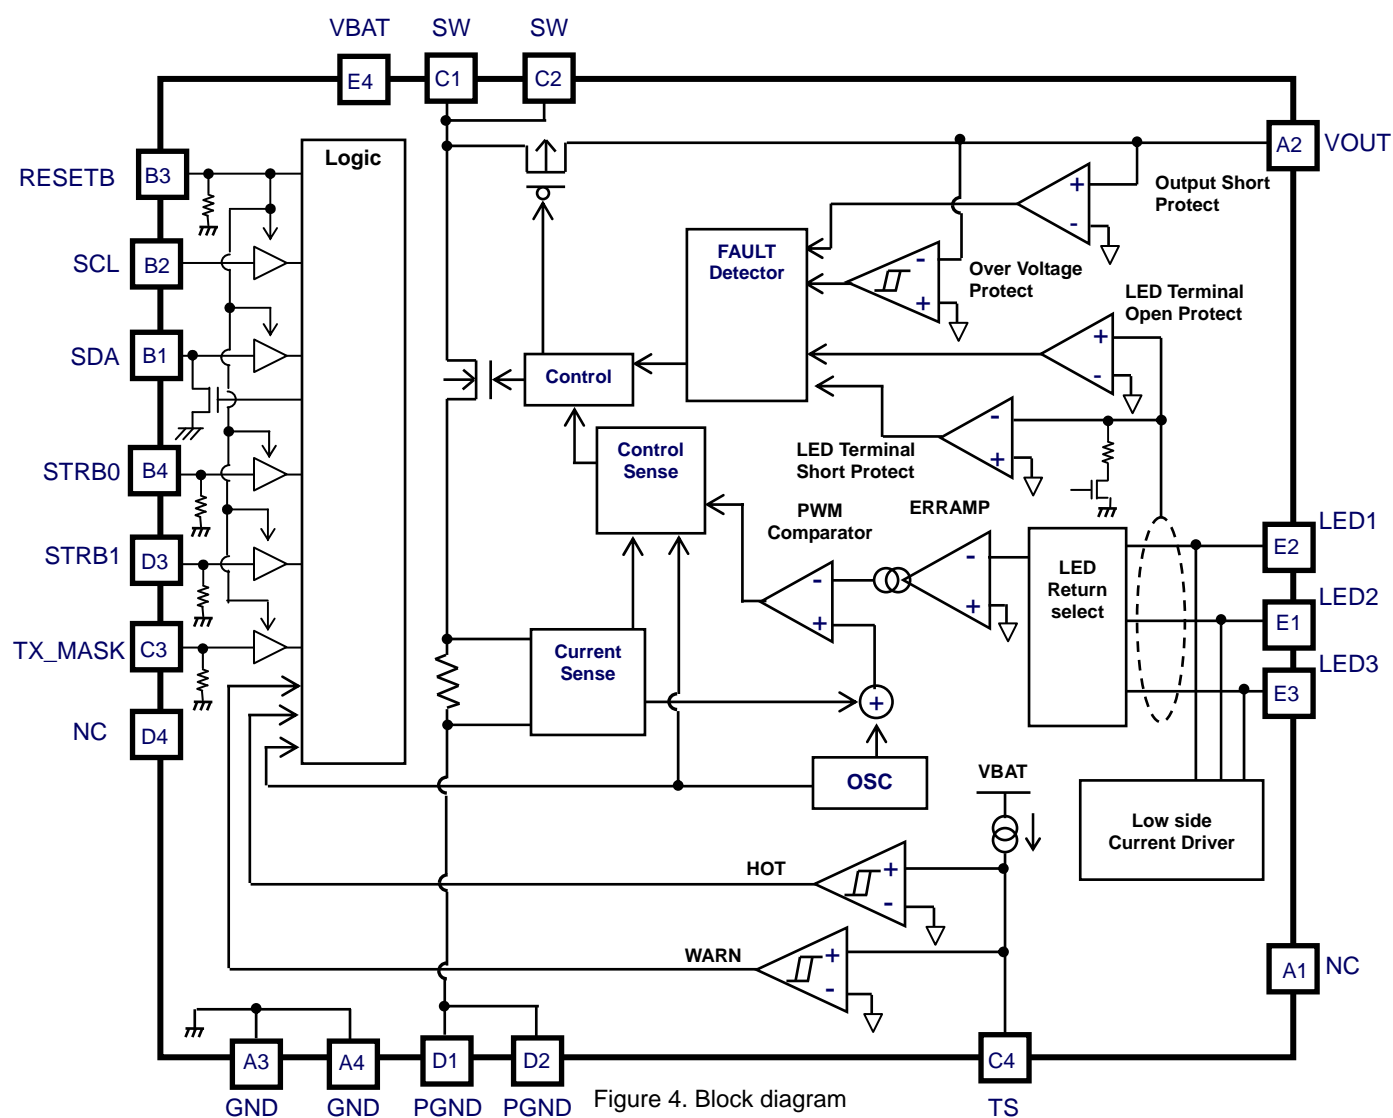 VBAT
SW
SW
E4
C1
C2
RESETB
B3
Logic
A2
VOUT
+
-
Output Short
Protect
SCL
B2
FAULT
Detector
-
+
Over Voltage
Protect
LED Terminal
Open Protect
SDA
B1
+
-
Control
STRB0
B4
Control
Sense
-
+
LED Terminal
Short Protect
PWM
Comparator
ERRAMP
STRB1
D3
-
+
-
+
LED
Return
select
LED1
E2
LED2
E1
TX_MASK
C3
Current
Sense
LED3
E3
NC
D4
+
OSC
VBAT
Low side
Current Driver
HOT
+
-
WARN
+
-
A1
NC
A3
A4
D1
D2
C4
GND
GND
PGND
PGND
TS
Figure 4. Block diagram